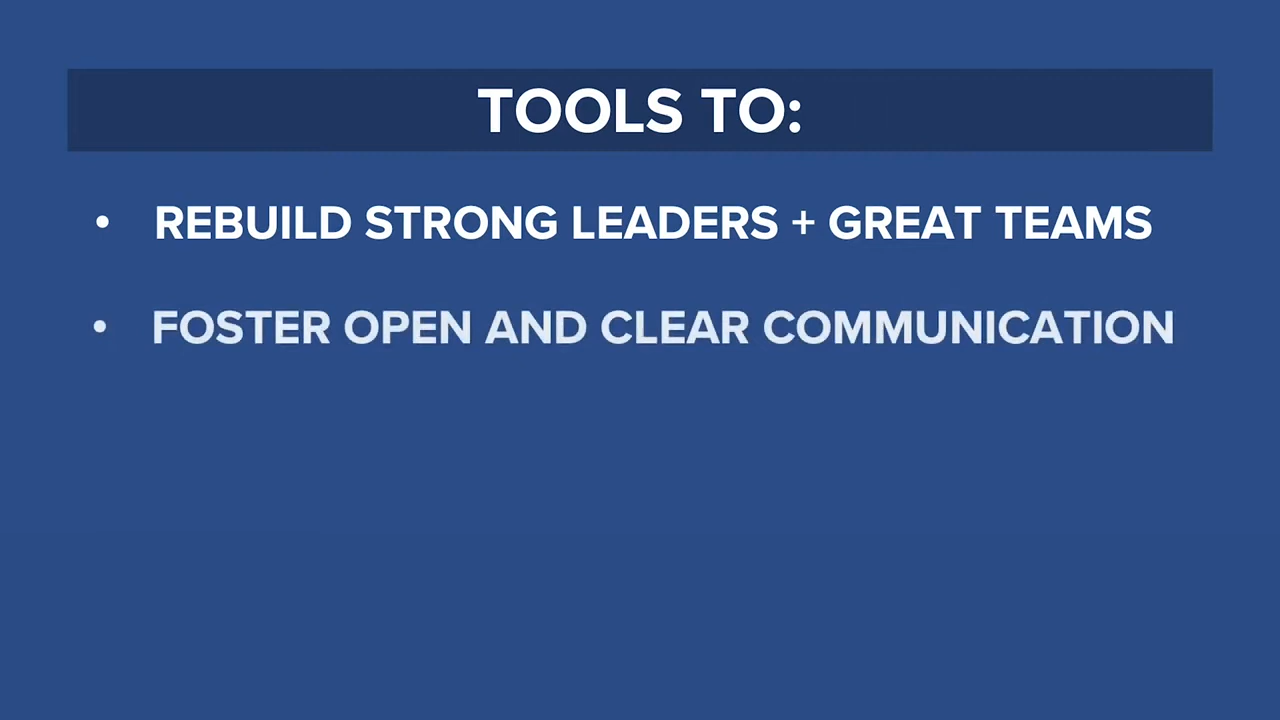 TOOLS TO:
• REBUILD STRONG LEADERS + GREAT TEAMS
• FOSTER OPEN AND CLEAR COMMUNICATION